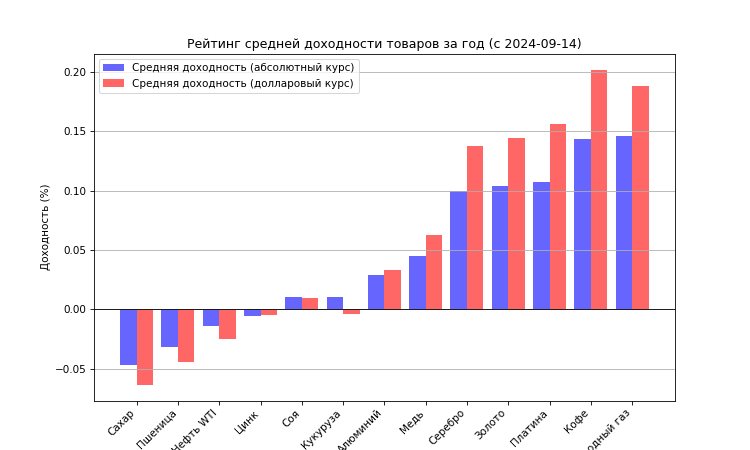 Рейтинг средней доходности товаров за год (с 2024-09-14)
Средняя доходность (абсолютный курс)
Средняя доходность (долларовый курс)
Доходность (%)
0.20
0.15
0.10
0.05
0.00
−0.05
Сахар
Пшеница
Нефть WTI
Цинк
Соя
Кукуруза
Алюминий
Медь
Серебро
Золото
Платина
Кофе
одный газ